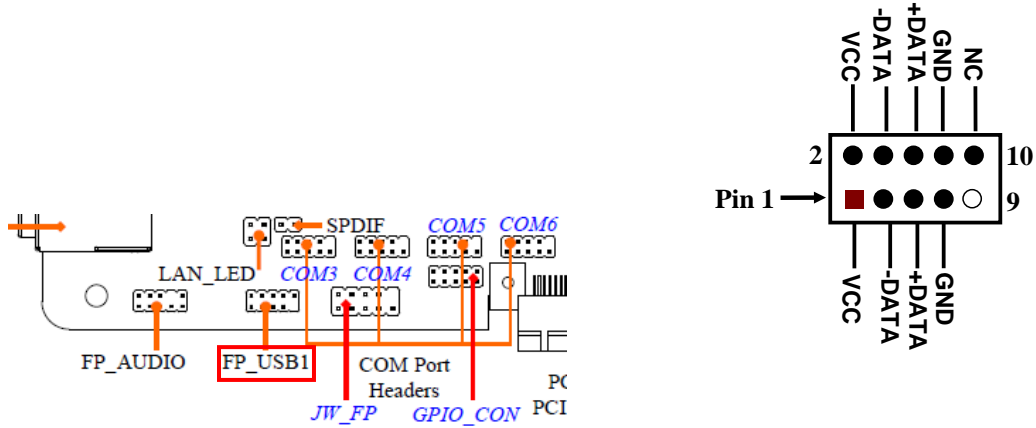 SPDIF
COM5
COM6
LAN_LED
COM3
COM4
FP_AUDIO
FP_USB1
COM Port
Headers
JW_FP
GPIO_CON
PC
PCI
VCC
-DATA
+DATA
GND
NC
2
10
Pin 1
9
VCC
-DATA
+DATA
GND